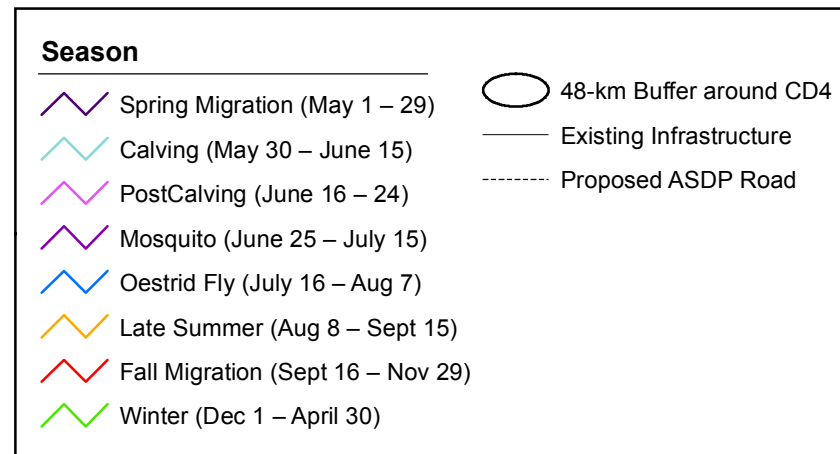 Season
Spring Migration (May 1 – 29)
Calving (May 30 – June 15)
PostCalving (June 16 – 24)
Mosquito (June 25 – July 15)
Oestrid Fly (July 16 – Aug 7)
Late Summer (Aug 8 – Sept 15)
Fall Migration (Sept 16 – Nov 29)
Winter (Dec 1 – April 30)
48-km Buffer around CD4
Existing Infrastructure
Proposed ASDP Road